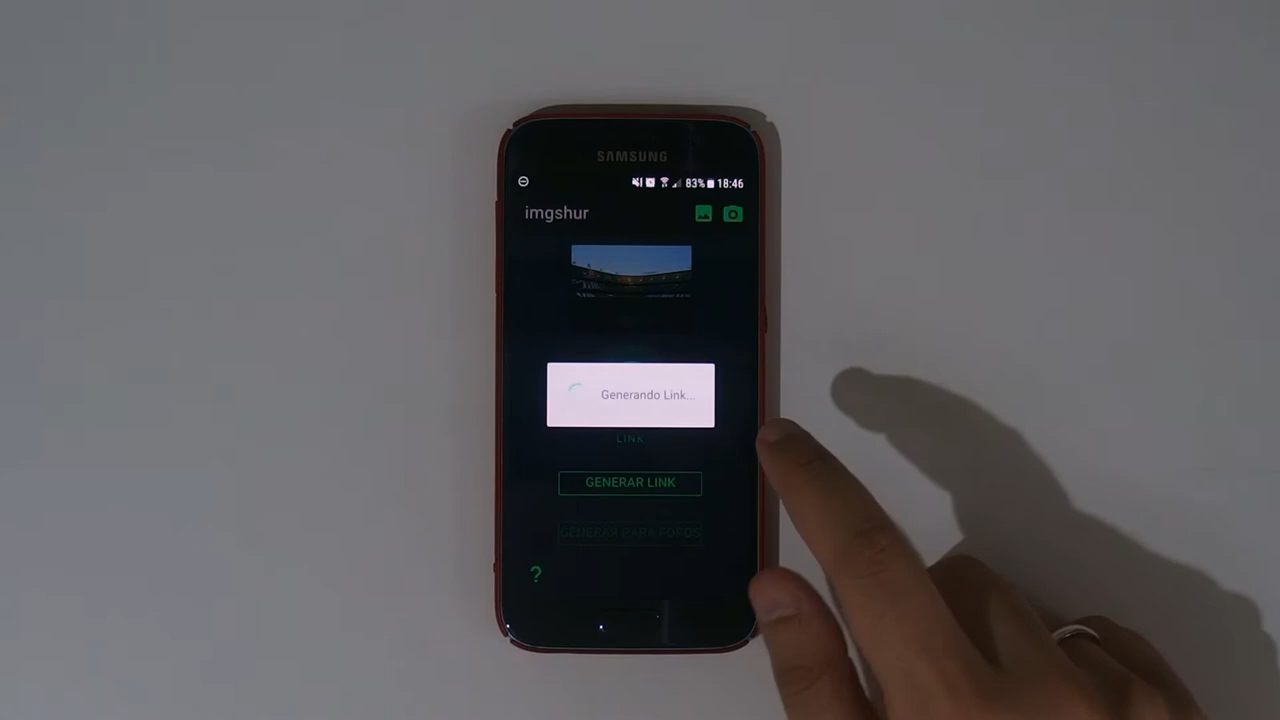 SAMSUNG
83% 18:46
imgshur
Generando Link...
LINK
GENERAR LINK
GENERAR PARA FOROS
?